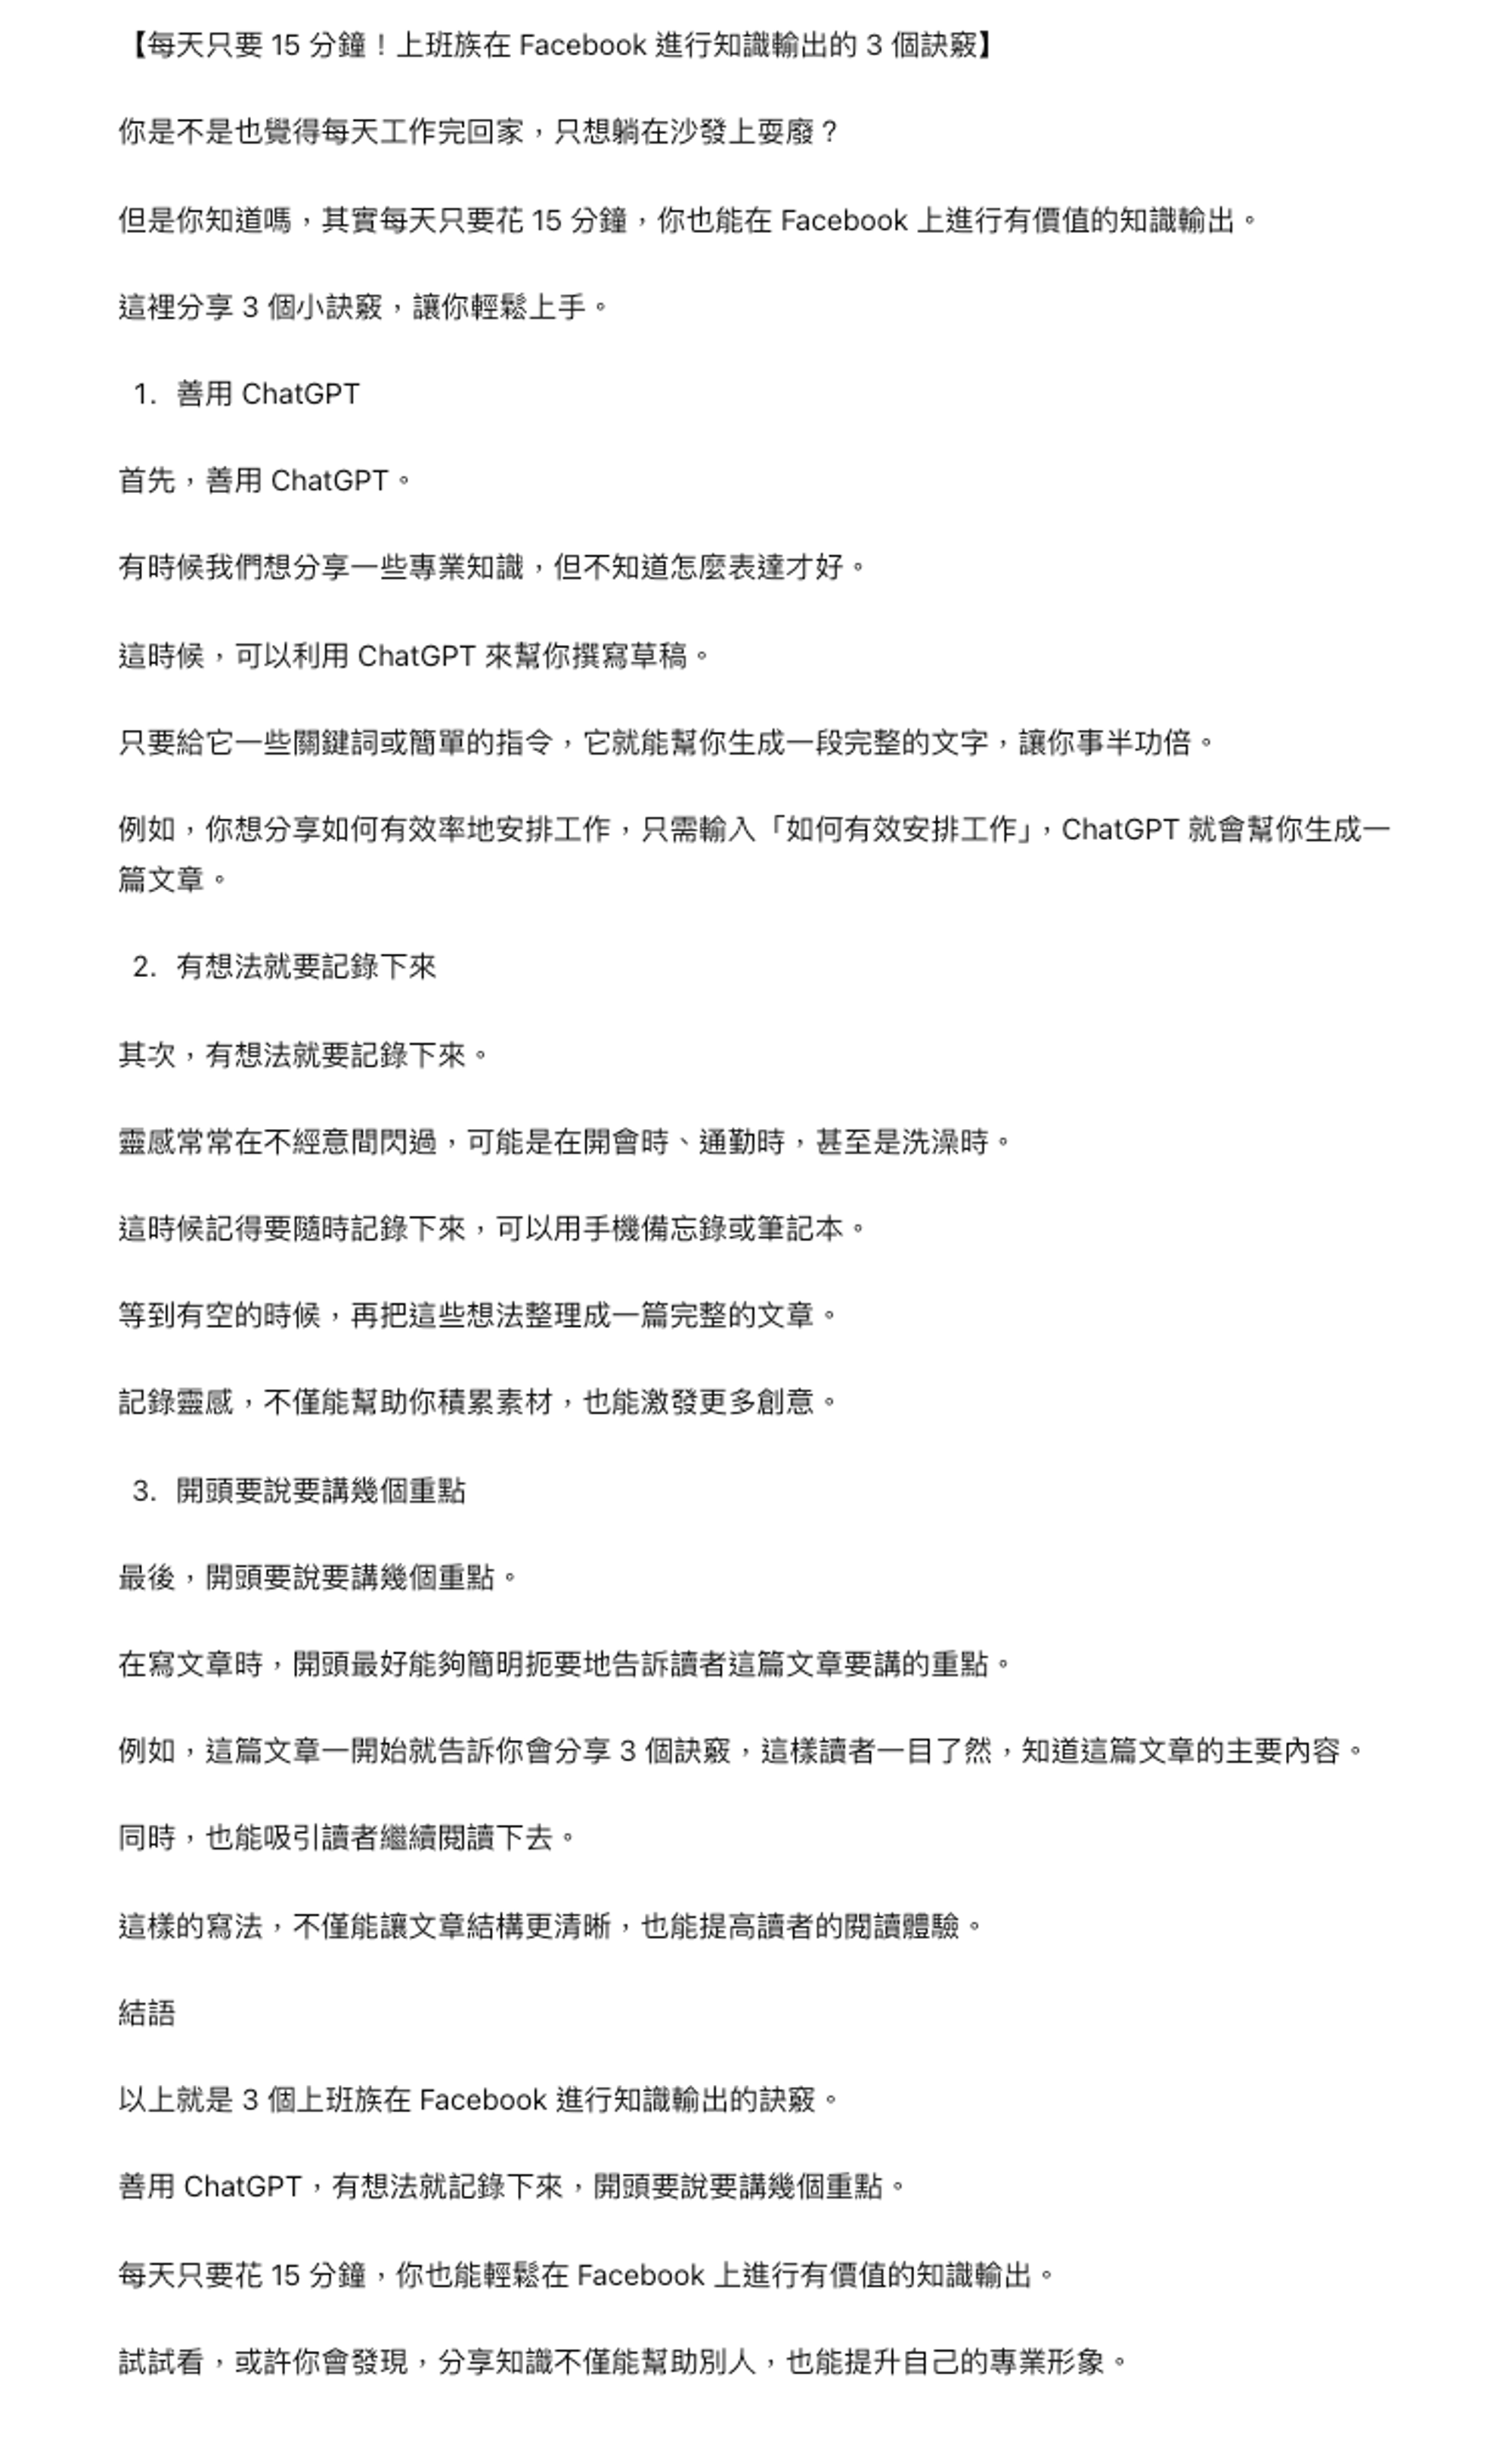 【每天只要 15 分鐘！上班族在 Facebook 進行知識輸出的 3 個訣竅】
你是不是也覺得每天工作完回家，只想躺在沙發上耍廢？
但是你知道嗎，其實每天只要花 15 分鐘，你也能在 Facebook 上進行有價值的知識輸出。
這裡分享 3 個小訣竅，讓你輕鬆上手。
1. 善用 ChatGPT
首先，善用 ChatGPT。
有時候我們想分享一些專業知識，但不知道怎麼表達才好。
這時候，可以利用 ChatGPT 來幫你撰寫草稿。
只要給它一些關鍵詞或簡單的指令，它就能幫你生成一段完整的文字，讓你事半功倍。
例如，你想分享如何有效率地安排工作，只需輸入「如何有效安排工作」，ChatGPT 就會幫你生成一
篇文章。
2. 有想法就要記錄下來
其次，有想法就要記錄下來。
靈感常常在不經意間閃過，可能是在開會時、通勤時，甚至是洗澡時。
這時候記得要隨時記錄下來，可以用手機備忘錄或筆記本。
等到有空的時候，再把這些想法整理成一篇完整的文章。
記錄靈感，不僅能幫助你積累素材，也能激發更多創意。
3. 開頭要說要講幾個重點
最後，開頭要說要講幾個重點。
在寫文章時，開頭最好能夠簡明扼要地告訴讀者這篇文章要講的重點。
例如，這篇文章一開始就告訴你會分享 3 個訣竅，這樣讀者一目了然，知道這篇文章的主要內容。
同時，也能吸引讀者繼續閱讀下去。
這樣的寫法，不僅能讓文章結構更清晰，也能提高讀者的閱讀體驗。
結語
以上就是 3 個上班族在 Facebook 進行知識輸出的訣竅。
善用 ChatGPT，有想法就記錄下來，開頭要說要講幾個重點。
每天只要花 15 分鐘，你也能輕鬆在 Facebook 上進行有價值的知識輸出。
試試看，或許你會發現，分享知識不僅能幫助別人，也能提升自己的專業形象。